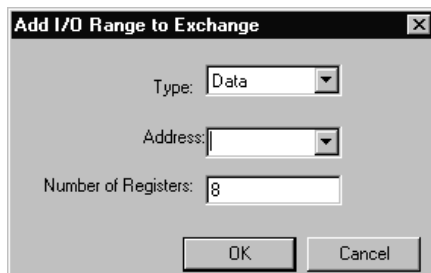 Add I/O Range to Exchange
Type: Data
Address:
Number of Registers: 8
OK Cancel